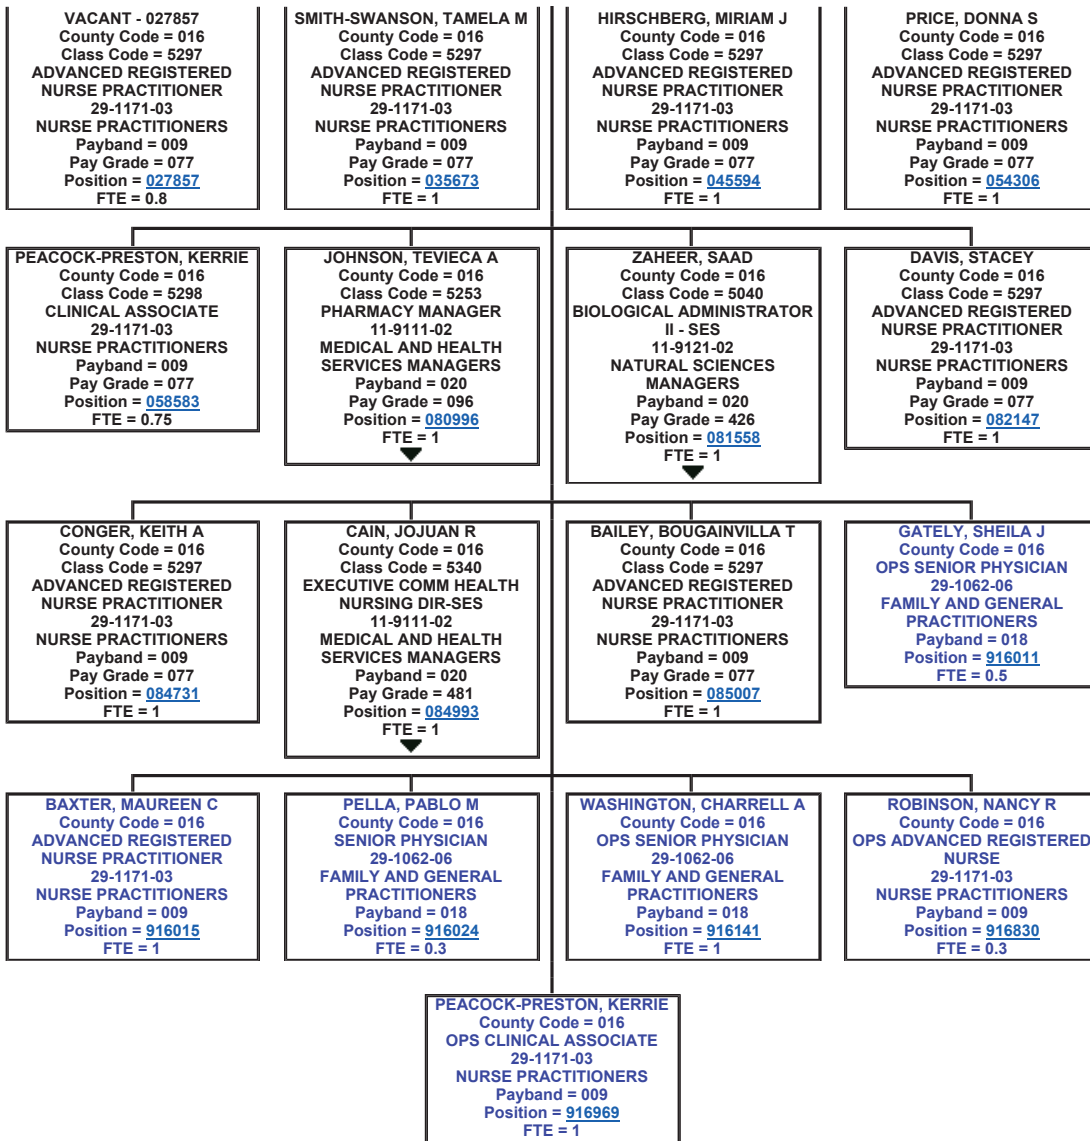 VACANT - 027857
County Code = 016
Class Code = 5297
ADVANCED REGISTERED
NURSE PRACTITIONER
29-1171-03
NURSE PRACTITIONERS
Payband = 009
Pay Grade = 077
Position = 027857
FTE = 0.8
SMITH-SWANSON, TAMELA M
County Code = 016
Class Code = 5297
ADVANCED REGISTERED
NURSE PRACTITIONER
29-1171-03
NURSE PRACTITIONERS
Payband = 009
Pay Grade = 077
Position = 035673
FTE = 1
HIRSCHBERG, MIRIAM J
County Code = 016
Class Code = 5297
ADVANCED REGISTERED
NURSE PRACTITIONER
29-1171-03
NURSE PRACTITIONERS
Payband = 009
Pay Grade = 077
Position = 045594
FTE = 1
PRICE, DONNA S
County Code = 016
Class Code = 5297
ADVANCED REGISTERED
NURSE PRACTITIONER
29-1171-03
NURSE PRACTITIONERS
Payband = 009
Pay Grade = 077
Position = 054306
FTE = 1
PEACOCK-PRESTON, KERRIE
County Code = 016
Class Code = 5298
CLINICAL ASSOCIATE
29-1171-03
NURSE PRACTITIONERS
Payband = 009
Pay Grade = 077
Position = 058583
FTE = 0.75
JOHNSON, TEVIECA A
County Code = 016
Class Code = 5253
PHARMACY MANAGER
11-9111-02
MEDICAL AND HEALTH
SERVICES MANAGERS
Payband = 020
Pay Grade = 096
Position = 080996
FTE = 1
ZAHEER, SAAD
County Code = 016
Class Code = 5040
BIOLOGICAL ADMINISTRATOR
II - SES
11-9121-02
NATURAL SCIENCES
MANAGERS
Payband = 020
Pay Grade = 426
Position = 081558
FTE = 1
DAVIS, STACEY
County Code = 016
Class Code = 5297
ADVANCED REGISTERED
NURSE PRACTITIONER
29-1171-03
NURSE PRACTITIONERS
Payband = 009
Pay Grade = 077
Position = 082147
FTE = 1
CONGER, KEITH A
County Code = 016
Class Code = 5297
ADVANCED REGISTERED
NURSE PRACTITIONER
29-1171-03
NURSE PRACTITIONERS
Payband = 009
Pay Grade = 077
Position = 084731
FTE = 1
CAIN, JOJUAN R
County Code = 016
Class Code = 5340
EXECUTIVE COMM HEALTH
NURSING DIR-SES
11-9111-02
MEDICAL AND HEALTH
SERVICES MANAGERS
Payband = 020
Pay Grade = 481
Position = 084993
FTE = 1
BAILEY, BOUGAINVILLA T
County Code = 016
Class Code = 5297
ADVANCED REGISTERED
NURSE PRACTITIONER
29-1171-03
NURSE PRACTITIONERS
Payband = 009
Pay Grade = 077
Position = 085007
FTE = 1
GATELY, SHEILA J
County Code = 016
OPS SENIOR PHYSICIAN
29-1062-06
FAMILY AND GENERAL
PRACTITIONERS
Payband = 018
Position = 916011
FTE = 0.5
BAXTER, MAUREEN C
County Code = 016
ADVANCED REGISTERED
NURSE PRACTITIONER
29-1171-03
NURSE PRACTITIONERS
Payband = 009
Position = 916015
FTE = 1
PELLA, PABLO M
County Code = 016
SENIOR PHYSICIAN
29-1062-06
FAMILY AND GENERAL
PRACTITIONERS
Payband = 018
Position = 916024
FTE = 0.3
WASHINGTON, CHARRELL A
County Code = 016
OPS SENIOR PHYSICIAN
29-1062-06
FAMILY AND GENERAL
PRACTITIONERS
Payband = 018
Position = 916141
FTE = 1
ROBINSON, NANCY R
County Code = 016
OPS ADVANCED REGISTERED
NURSE
29-1171-03
NURSE PRACTITIONERS
Payband = 009
Position = 916830
FTE = 0.3
PEACOCK-PRESTON, KERRIE
County Code = 016
OPS CLINICAL ASSOCIATE
29-1171-03
NURSE PRACTITIONERS
Payband = 009
Position = 916969
FTE = 1